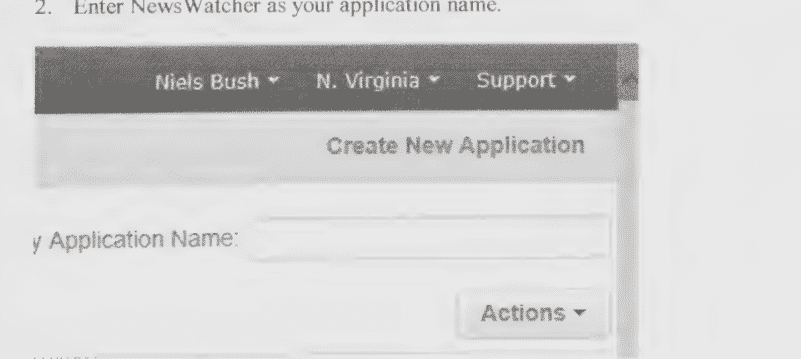 2. Enter NewsWatcher as your application name.
Niels Bush N. Virginia Support
Create New Application
y Application Name:
Actions